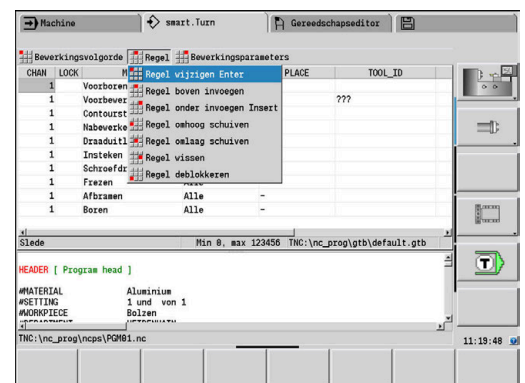 Machine smart.Turn Gereedschapseditor
Bewerkingsvolgorde Regel Bewerkingsparameters
CHAN LOCK M PLACE TOOL_ID
Regel wijzigen Enter
1 Voorboren
Regel boven invoegen
1 Voorbever ???
Regel onder invoegen Insert
1 Contourst
1 Nabewerke Regel omhoog schuiven
1 Draaduitl Regel omlaag schuiven
1 Insteken Regel wissen
1 Schroefdr
Regel deblokkeren
1 Frezen Alle
1 Afbramen Alle –
1 Boren Alle –
Slede Min 0, max 123456 TNC:\nc_prog\gtb\default.gtb
HEADER [ Program head ]
#MATERIAL Aluminium
#SETTING 1 und von 1
#WORKPIECE Bolzen
TNC:\nc_prog\ncps\PGM01.nc
T
11:19:48